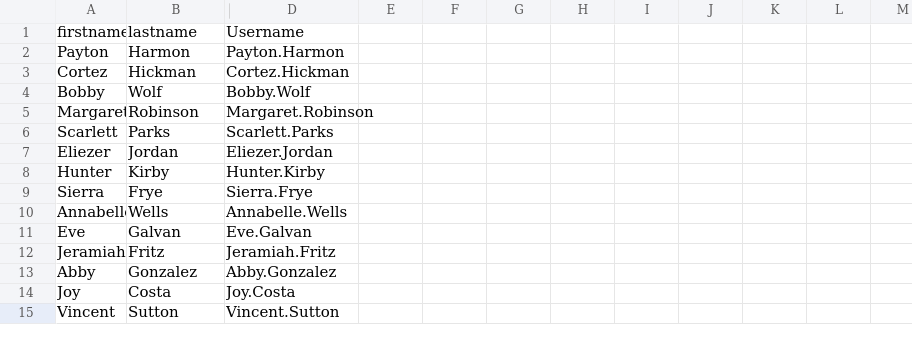 A B D E F G H I J K L M
1 firstname lastname Username
2 Payton Harmon Payton.Harmon
3 Cortez Hickman Cortez.Hickman
4 Bobby Wolf Bobby.Wolf
5 Margaret Robinson Margaret.Robinson
6 Scarlett Parks Scarlett.Parks
7 Eliezer Jordan Eliezer.Jordan
8 Hunter Kirby Hunter.Kirby
9 Sierra Frye Sierra.Frye
10 Annabelle Wells Annabelle.Wells
11 Eve Galvan Eve.Galvan
12 Jeramiah Fritz Jeramiah.Fritz
13 Abby Gonzalez Abby.Gonzalez
14 Joy Costa Joy.Costa
15 Vincent Sutton Vincent.Sutton